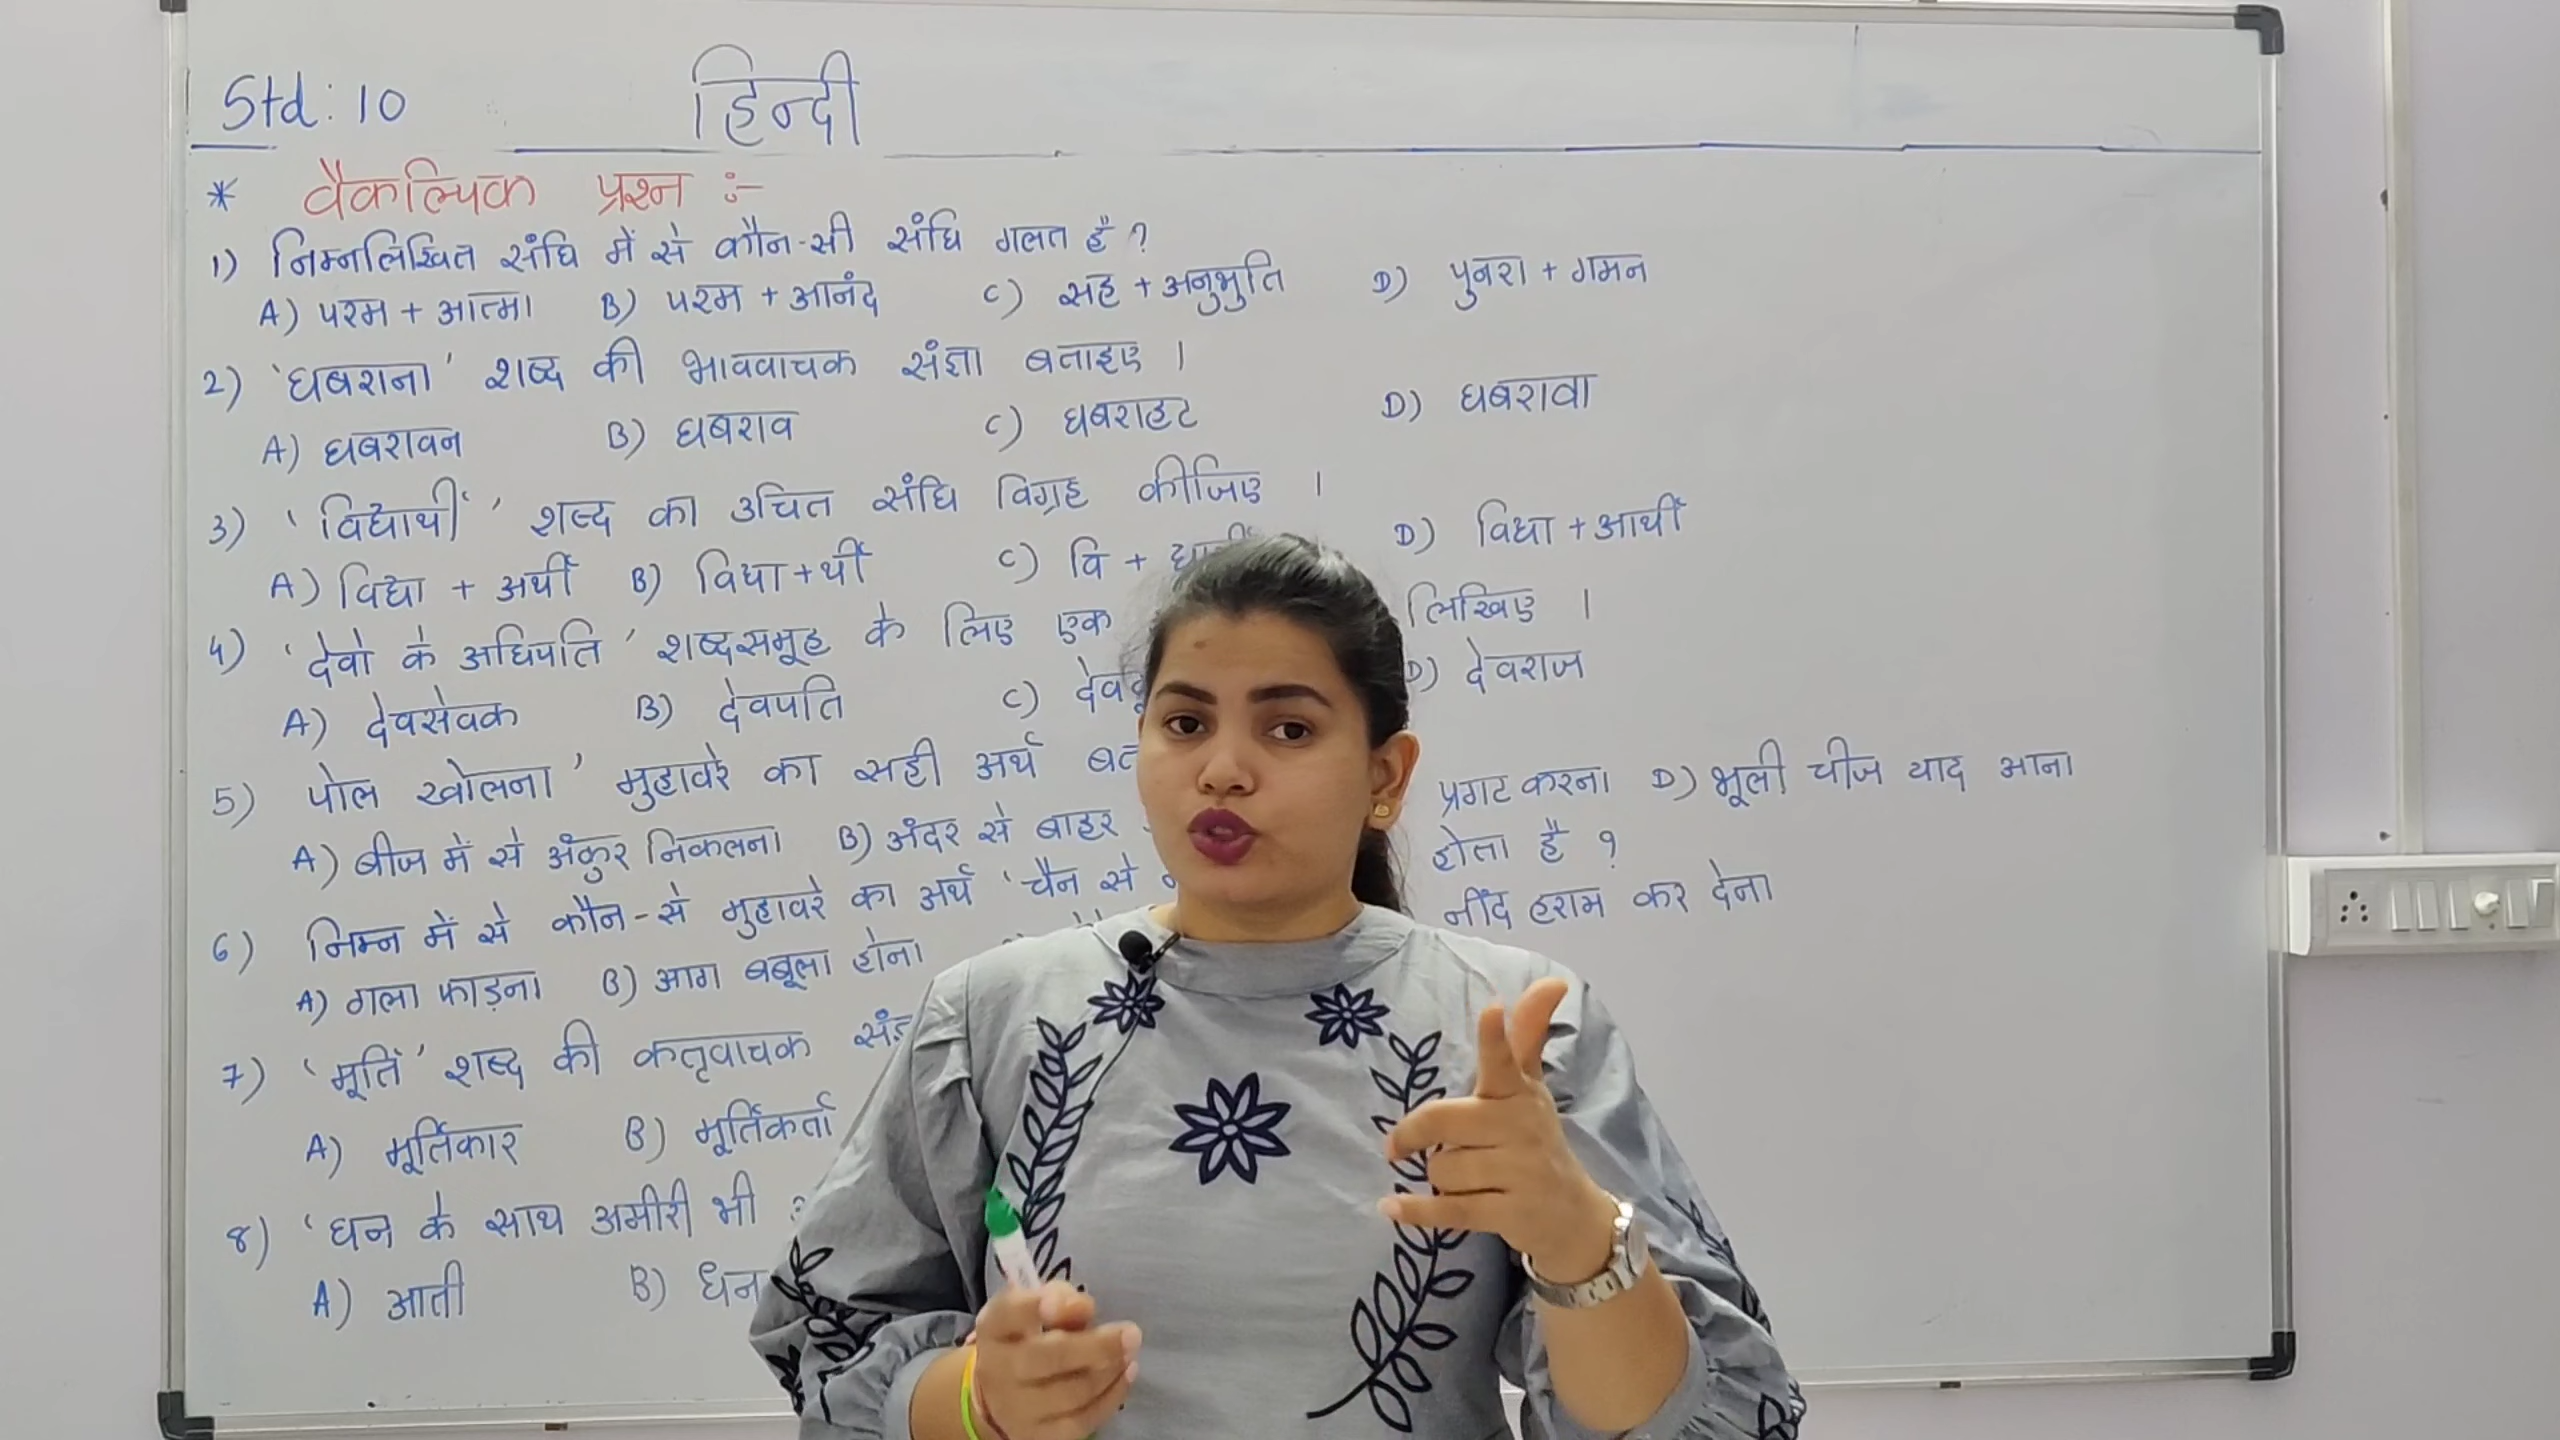 Std: 10 हिन्दी
* वैकल्पिक प्रश्न :-
1) निम्नलिखित संधि में से कौन-सी संधि गलत है ?
A) परम + आत्मा B) परम + आनंद C) सह + अनुभुति D) पुनरा + गमन
2) 'घबराना' शब्द की भाववाचक संज्ञा बताइए ।
A) घबरावन B) घबराव C) घबराहट D) घबरावा
3) 'विद्यार्थी' शब्द का उचित संधि विग्रह कीजिए ।
A) विद्या + अर्थी B) विद्या + र्थी C) वि + D) विद्या + आर्थी
4) 'देवो के अधिपति' शब्दसमूह के लिए एक लिखिए ।
A) देवसेवक B) देवपति C) D) देवराज
5) पोल खोलना' मुहावरे का सही अर्थ
A) बीज में से अंकुर निकलना B) अंदर से बाहर प्रगट करना D) भूली चीज याद आना
6) निम्न में से कौन-से मुहावरे का अर्थ 'चैन से होता है ?
A) गला फाड़ना B) आग बबूला होना नींद हराम कर देना
7) 'मूर्ति' शब्द की कतृवाचक
A) मूर्तिकार B) मूर्तिकर्ता
8) 'धन के साथ अमीरी भी
A) आती B) धन